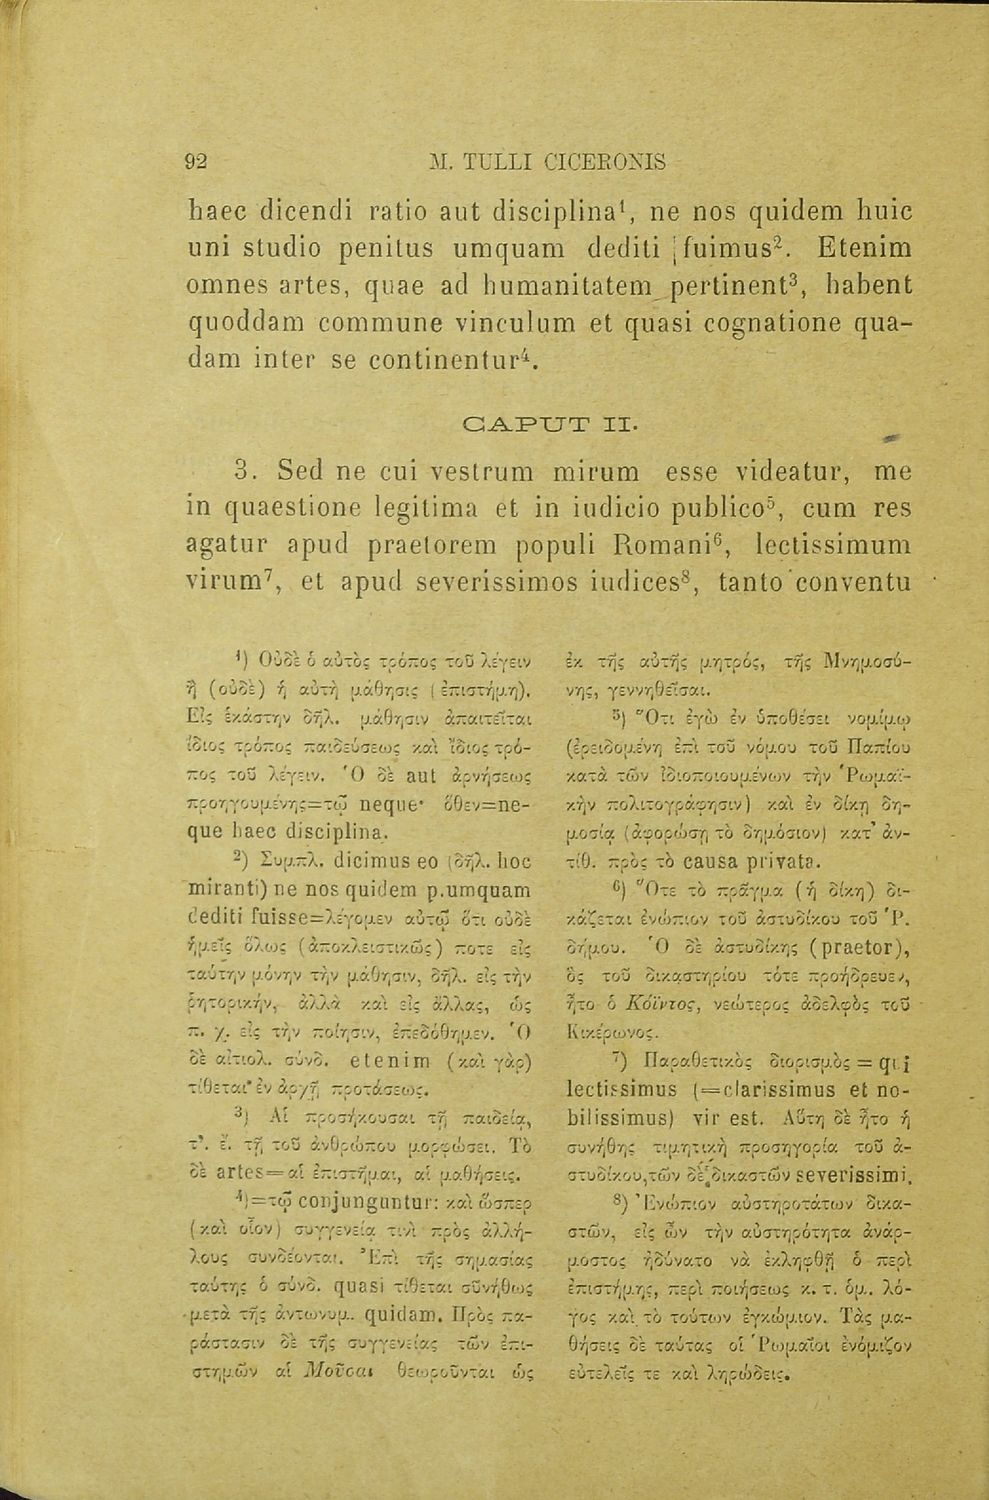 92 M. TULLI CICERONIS
haec dicendi ratio aut disciplina¹, ne nos quidem huic
uni studio penitus umquam dediti fuimus². Etenim
omnes artes, quae ad humanitatem pertinent³, habent
quoddam commune vinculum et quasi cognatione qua-
dam inter se continentur⁴.
CAPUT II.
3. Sed ne cui vestrum mirum esse videatur, me
in quaestione legitima et in iudicio publico⁵, cum res
agatur apud praetorem populi Romani⁶, lectissimum
virum⁷, et apud severissimos iudices⁸, tanto conventu
¹) Οὐδὲ ὁ αὐτὸς τρόπος τοῦ λέγειν
ἢ (οὐδὲ) ἡ αὐτὴ μάθησις (ἐπιστήμη).
Εἰς ἑκάστην δῆλ. μάθησιν ἀπαιτεῖται
ἴδιος τρόπος παιδεύσεως καὶ ἴδιος τρό-
πος τοῦ λέγειν. Ὁ δὲ aut ἀρνήσεως
προηγουμένης=τῷ neque· ὅθεν=ne-
que haec disciplina.
²) Συμπλ. dicimus eo (δῆλ. hoc
miranti) ne nos quidem p.umquam
dediti fuisse=λέγομεν αὐτῷ ὅτι οὐδὲ
ἡμεῖς ὅλως (ἀποκλειστικῶς) ποτε εἰς
ταύτην μόνην τὴν μάθησιν, δῆλ. εἰς τὴν
ῥητορικήν, ἀλλὰ καὶ εἰς ἄλλας, ὡς
π. χ. εἰς τὴν ποίησιν, ἐπεδόθημεν. Ὁ
δὲ αἰτιολ. σύνδ. etenim (καὶ γὰρ)
τίθεται ἐν ἀρχῇ προτάσεως.
³) Αἱ προσήκουσαι τῇ παιδείᾳ,
τ'. ἔ. τῇ τοῦ ἀνθρώπου μορφώσει. Τὸ
δὲ artes=αἱ ἐπιστῆμαι, αἱ μαθήσεις.
⁴)=τῷ conjunguntur: καὶ ὥσπερ
(καὶ οἷον) συγγενείᾳ τινὶ πρὸς ἀλλή-
λους συνδέονται. Ἐπὶ τῆς σημασίας
ταύτης ὁ σύνδ. quasi τίθεται συνήθως
μετὰ τῆς ἀντωνυμ. quidam. Πρὸς πα-
ράστασιν δὲ τῆς συγγενείας τῶν ἐπι-
στημῶν αἱ Μοῦσαι θεωροῦνται ὡς
ἐκ τῆς αὐτῆς μητρός, τῆς Μνημοσύ-
νης, γεννηθεῖσαι.
⁵) Ὅτι ἐγὼ ἐν ὑποθέσει νομίμῳ
(ἐρειδομένη ἐπὶ τοῦ νόμου τοῦ Παπίου
κατὰ τῶν ἰδιοποιουμένων τὴν Ῥωμαϊ-
κὴν πολιτογράφησιν) καὶ ἐν δίκῃ δη-
μοσίᾳ (ἀφορώσῃ τὸ δημόσιον) κατ' ἀν-
τίθ. πρὸς τὸ causa privata.
⁶) Ὅτε τὸ πρᾶγμα (ἡ δίκη) δι-
κάζεται ἐνώπιον τοῦ ἀστυδίκου τοῦ Ῥ.
δήμου. Ὁ δὲ ἀστυδίκης (praetor),
ὃς τοῦ δικαστηρίου τότε προήδρευεν,
ἦτο ὁ Κόϊντος, νεώτερος ἀδελφὸς τοῦ
Κικέρωνος.
⁷) Παραθετικὸς διορισμὸς = qui
lectissimus (=clarissimus et no-
bilissimus) vir est. Αὕτη δὲ ἦτο ἡ
συνήθης τιμητικὴ προσηγορία τοῦ ἀ-
στυδίκου, τῶν δὲ δικαστῶν severissimi.
⁸) Ἐνώπιον αὐστηροτάτων δικα-
στῶν, εἰς ὧν τὴν αὐστηρότητα ἀνάρ-
μοστος ἠδύνατο νὰ ἐκληφθῇ ὁ περὶ
ἐπιστήμης, περὶ ποιήσεως κ. τ. ὁμ. λό-
γος καὶ τὸ τούτων ἐγκώμιον. Τὰς μα-
θήσεις δὲ ταύτας οἱ Ῥωμαῖοι ἐνόμιζον
εὐτελεῖς τε καὶ ληρώδεις.